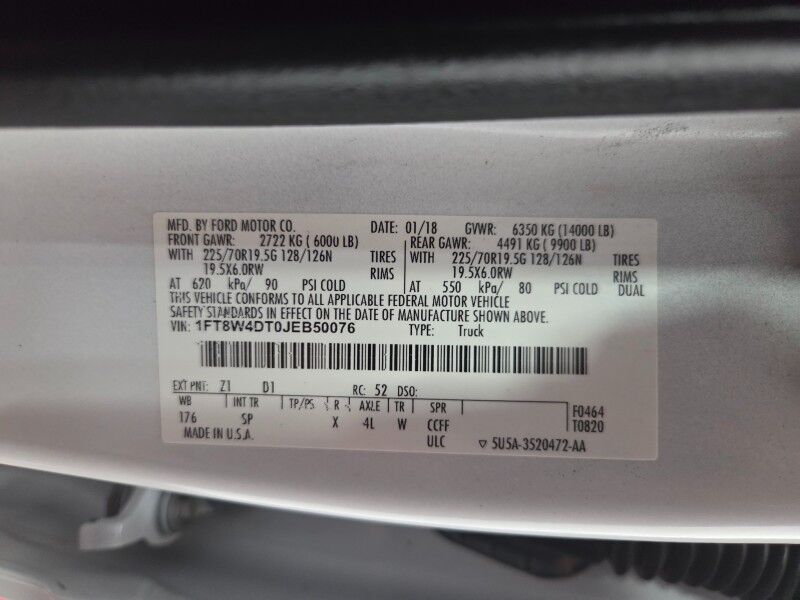 MFD. BY FORD MOTOR CO. DATE: 01/18 GVWR: 6350 KG (14000 LB)
FRONT GAWR: 2722 KG ( 6000 LB) REAR GAWR: 4491 KG ( 9900 LB)
WITH 225/70R19.5G 128/126N TIRES WITH 225/70R19.5G 128/126N TIRES
19.5X6.0RW RIMS 19.5X6.0RW RIMS
AT 620 kPa/ 90 PSI COLD AT 550 kPa/ 80 PSI COLD DUAL
THIS VEHICLE CONFORMS TO ALL APPLICABLE FEDERAL MOTOR VEHICLE
SAFETY STANDARDS IN EFFECT ON THE DATE OF MANUFACTURE SHOWN ABOVE.
VIN: 1FT8W4DT0JEB50076 TYPE: Truck
EXT PNT: Z1 D1 RC: 52 DSO:
WB INT TR TP/PS R AXLE TR SPR F0464
176 SP X 4L W CCFF T0820
MADE IN U.S.A. ULC ▽ 5U5A-3520472-AA